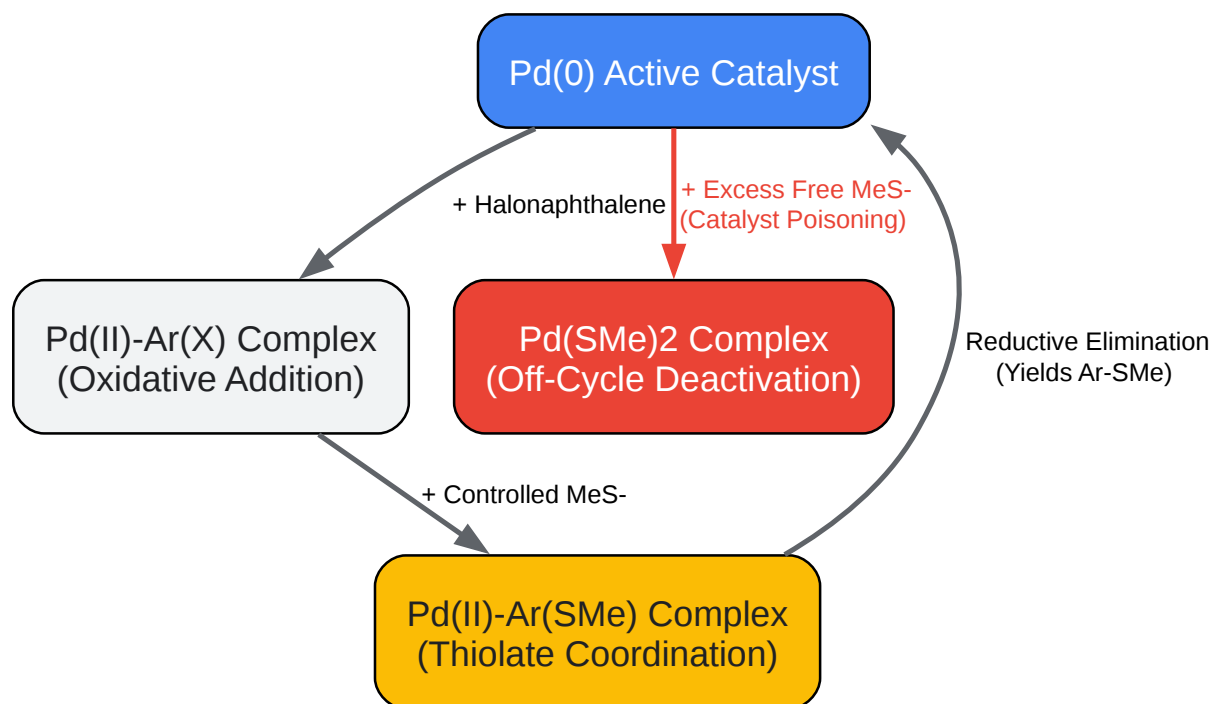 Pd(0) Active Catalyst
+ Halonaphthalene
+ Excess Free MeS-
(Catalyst Poisoning)
Pd(II)-Ar(X) Complex
(Oxidative Addition)
Pd(SMe)2 Complex
(Off-Cycle Deactivation)
Reductive Elimination
(Yields Ar-SMe)
+ Controlled MeS-
Pd(II)-Ar(SMe) Complex
(Thiolate Coordination)